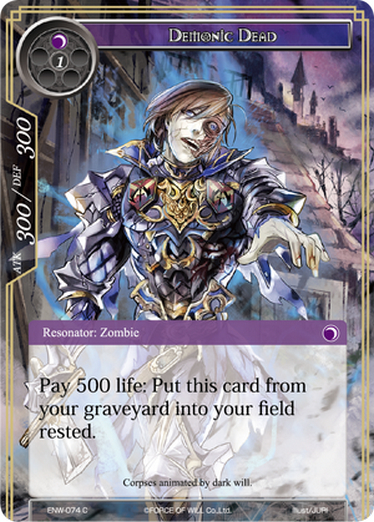 Demonic Dead
1
ATK 300 / DEF 300
Resonator: Zombie
Pay 500 life: Put this card from
your graveyard into your field
rested.
Corpses animated by dark will.
ENW-074 C ©FORCE OF WILL Co.,Ltd. Illust/JURI